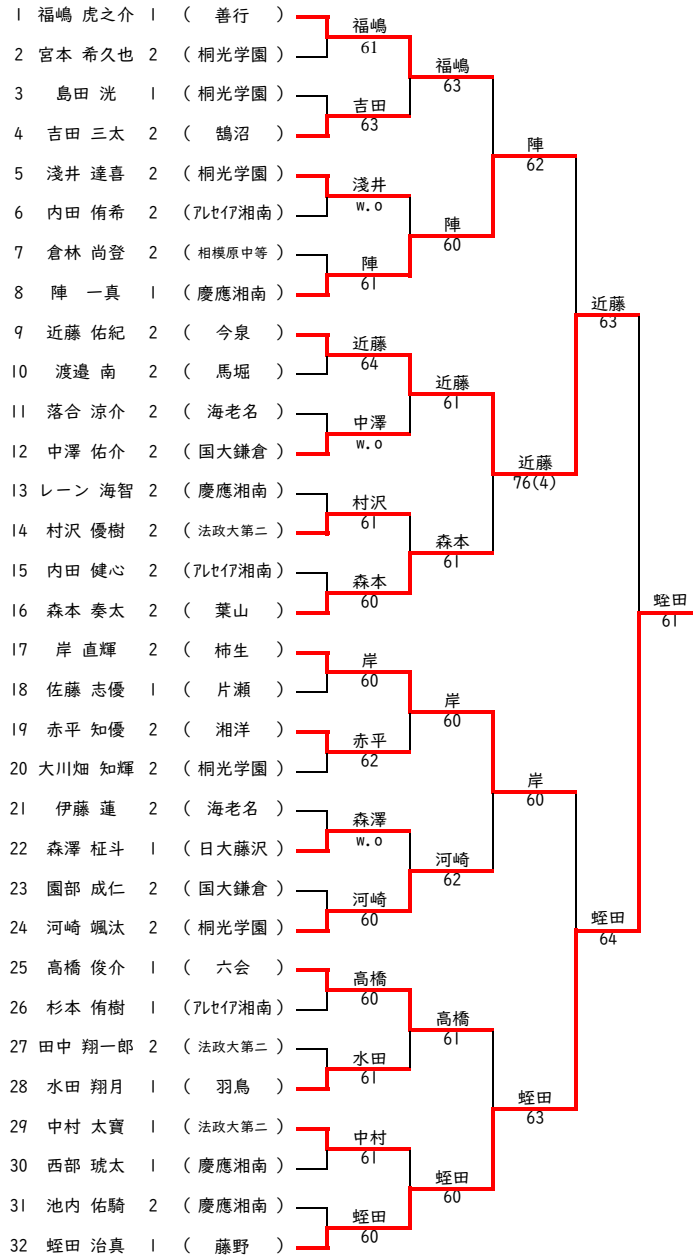 1 福嶋 虎之介 1 ( 善行 )
福嶋
61
2 宮本 希久也 2 ( 桐光学園 )
福嶋
63
3 島田 洸 1 ( 桐光学園 )
吉田
63
4 吉田 三太 2 ( 鵠沼 )
陣
62
5 淺井 達喜 2 ( 桐光学園 )
淺井
w.o
6 内田 侑希 2 (アレセイア湘南)
陣
60
7 倉林 尚登 2 ( 相模原中等 )
陣
61
8 陣 一真 1 ( 慶應湘南 )
近藤
63
9 近藤 佑紀 2 ( 今泉 )
近藤
64
10 渡邉 南 2 ( 馬堀 )
近藤
61
11 落合 涼介 2 ( 海老名 )
中澤
w.o
12 中澤 佑介 2 ( 国大鎌倉 )
近藤
76(4)
13 レーン 海智 2 ( 慶應湘南 )
村沢
61
14 村沢 優樹 2 ( 法政大第二 )
森本
61
15 内田 健心 2 (アレセイア湘南)
森本
60
16 森本 奏太 2 ( 葉山 )
蛭田
61
17 岸 直輝 2 ( 柿生 )
岸
60
18 佐藤 志優 1 ( 片瀬 )
岸
60
19 赤平 知優 2 ( 湘洋 )
赤平
62
20 大川畑 知輝 2 ( 桐光学園 )
岸
60
21 伊藤 蓮 2 ( 海老名 )
森澤
w.o
22 森澤 柾斗 1 ( 日大藤沢 )
河崎
62
23 園部 成仁 2 ( 国大鎌倉 )
河崎
60
24 河崎 颯汰 2 ( 桐光学園 )
蛭田
64
25 高橋 俊介 1 ( 六会 )
高橋
60
26 杉本 侑樹 1 (アレセイア湘南)
高橋
61
27 田中 翔一郎 2 ( 法政大第二 )
水田
61
28 水田 翔月 1 ( 羽鳥 )
蛭田
63
29 中村 太寶 1 ( 法政大第二 )
中村
61
30 西部 琥太 1 ( 慶應湘南 )
蛭田
60
31 池内 佑騎 2 ( 慶應湘南 )
蛭田
60
32 蛭田 治真 1 ( 藤野 )